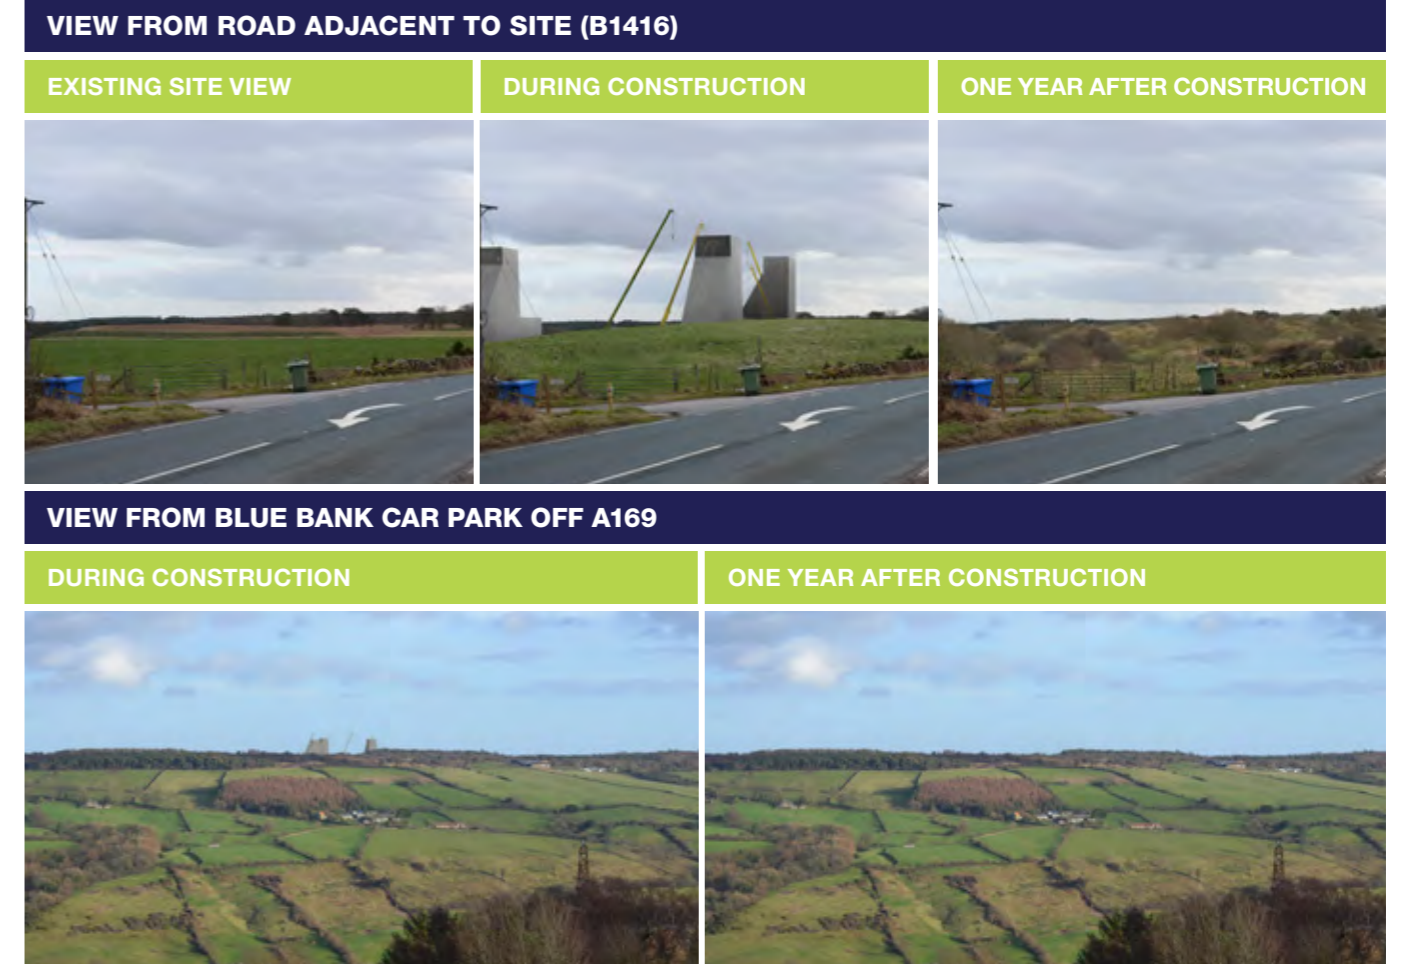 VIEW FROM ROAD ADJACENT TO SITE (B1416)
EXISTING SITE VIEW
DURING CONSTRUCTION
ONE YEAR AFTER CONSTRUCTION
VIEW FROM BLUE BANK CAR PARK OFF A169
DURING CONSTRUCTION
ONE YEAR AFTER CONSTRUCTION